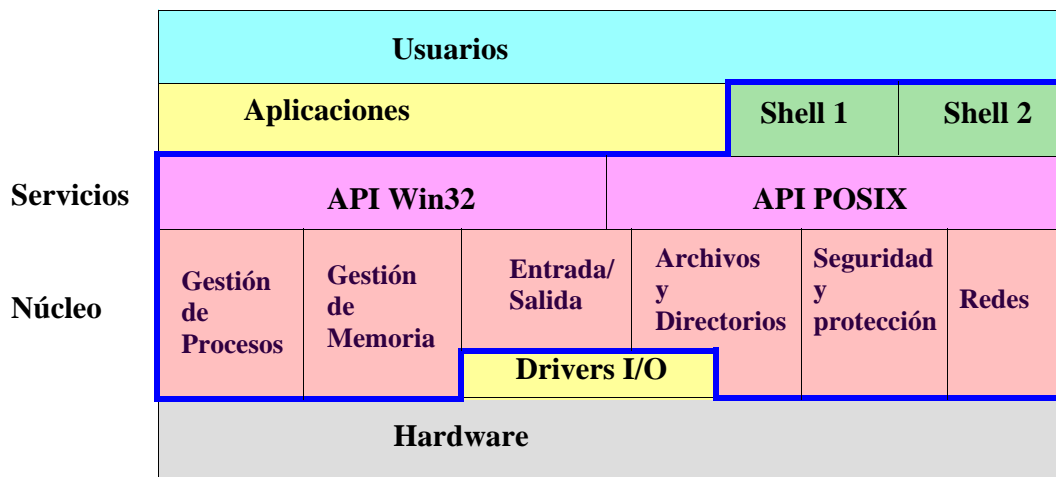 Usuarios
Aplicaciones
Shell 1
Shell 2
Servicios
API Win32
API POSIX
Núcleo
Gestión
de
Procesos
Gestión
de
Memoria
Entrada/
Salida
Archivos
y
Directorios
Seguridad
y
protección
Redes
Drivers I/O
Hardware